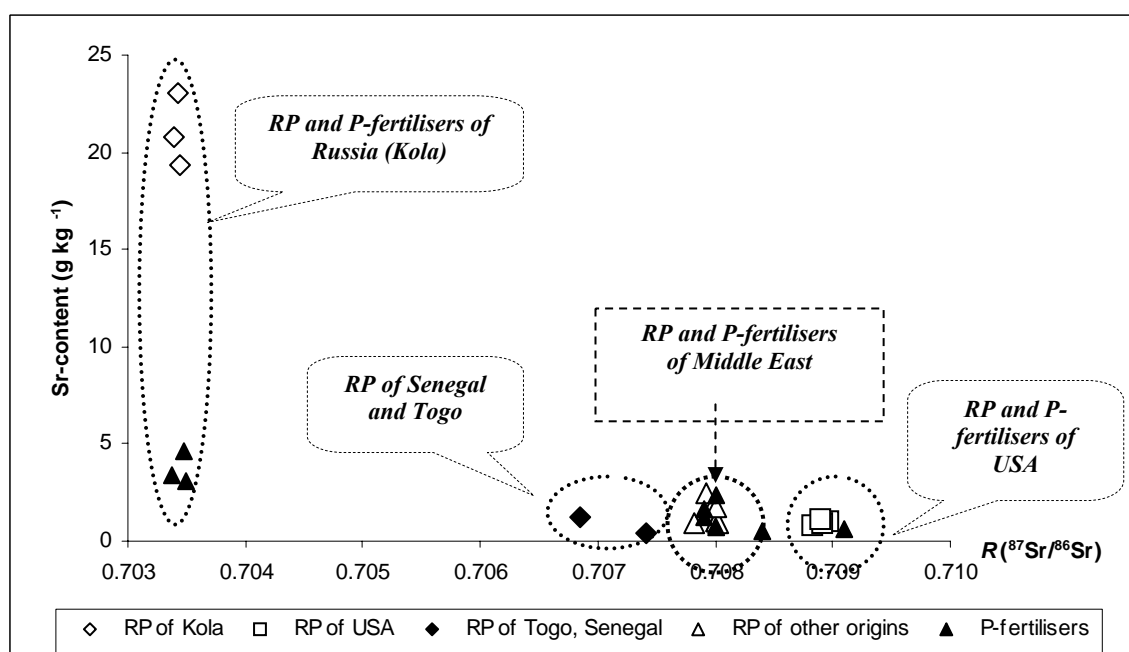 25
20
15
10
5
0
Sr-content (g kg ⁻¹)
RP and P-fertilisers of
Russia (Kola)
RP of Senegal
and Togo
RP and P-fertilisers
of Middle East
RP and P-
fertilisers of
USA
0.703 0.704 0.705 0.706 0.707 0.708 0.709 0.710
R (⁸⁷Sr/⁸⁶Sr)
RP of Kola RP of USA RP of Togo, Senegal RP of other origins P-fertilisers